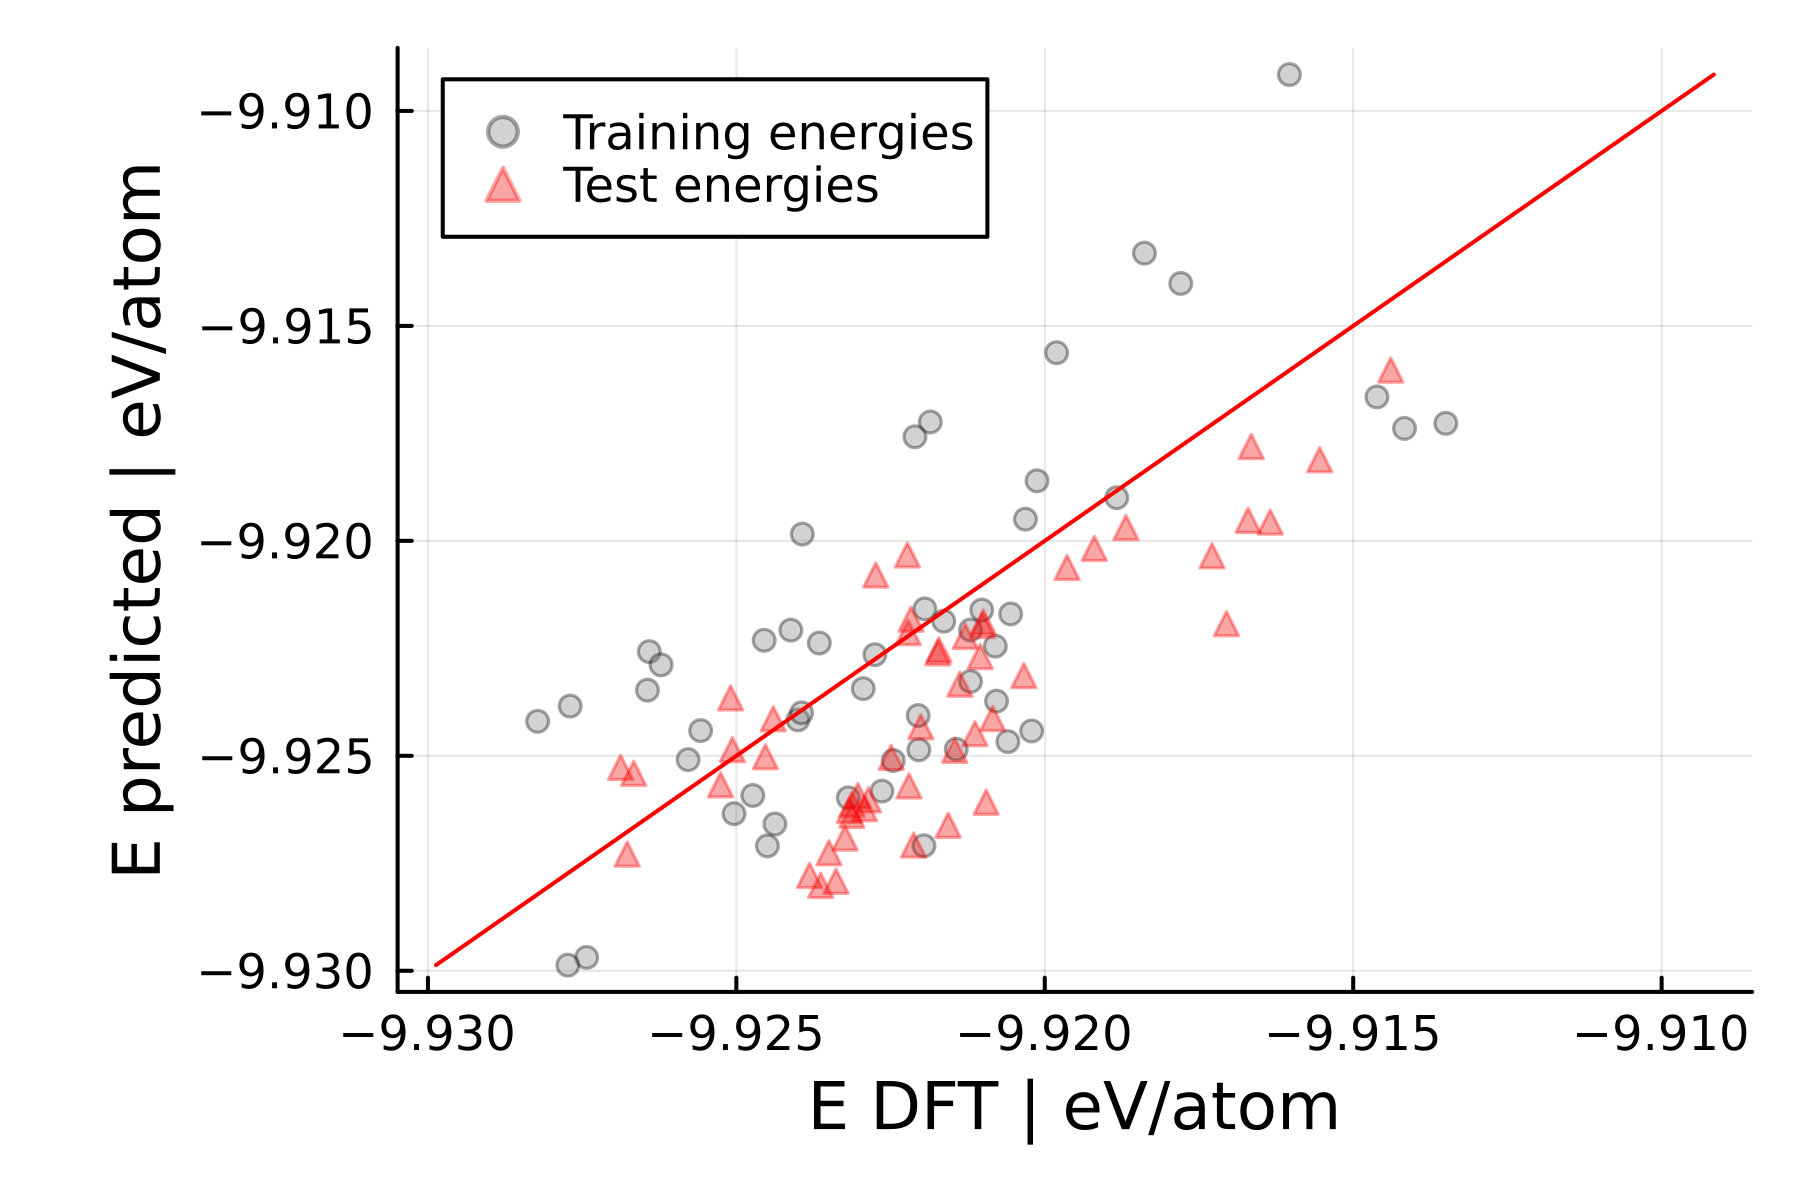 −9.910
−9.915
−9.920
−9.925
−9.930
E predicted | eV/atom
Training energies
Test energies
−9.930 −9.925 −9.920 −9.915 −9.910
E DFT | eV/atom